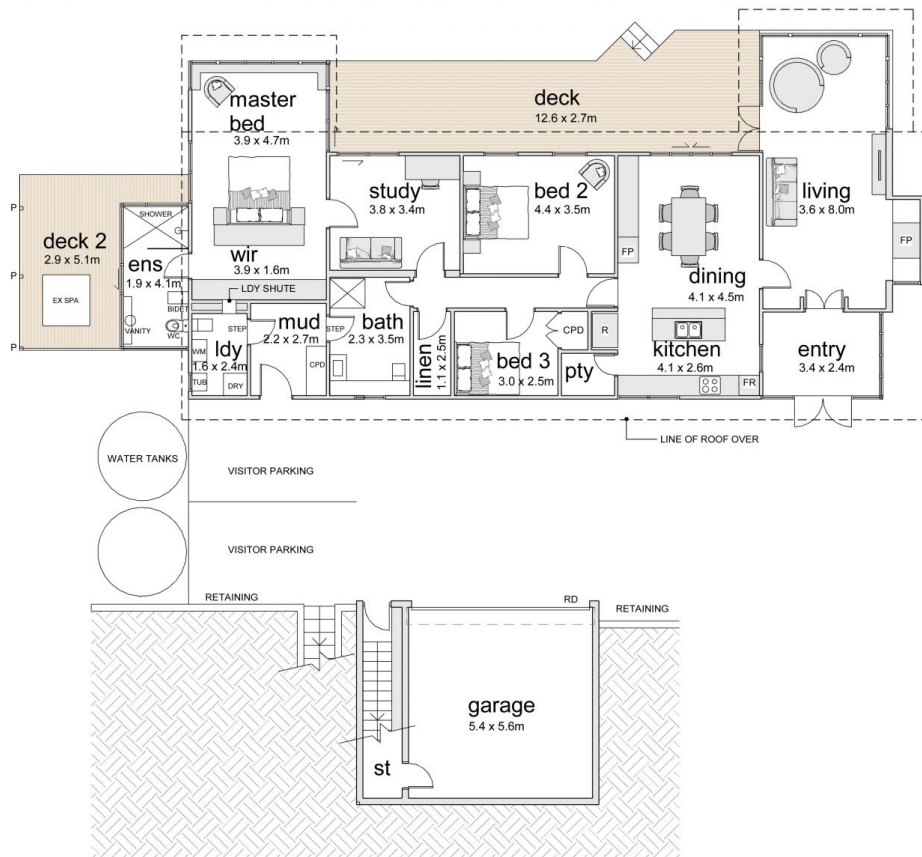 master
bed
3.9 x 4.7m
deck
12.6 x 2.7m
living
3.6 x 8.0m
FP
study
3.8 x 3.4m
bed 2
4.4 x 3.5m
FP
dining
4.1 x 4.5m
P
P
P
deck 2
2.9 x 5.1m
EX SPA
SHOWER
ens
1.9 x 4.1m
BIDET
VANITY
WC
wir
3.9 x 1.6m
LDY SHUTE
STEP
ldy
1.6 x 2.4m
WM
TUB
DRY
mud
2.2 x 2.7m
CPD
STEP
bath
2.3 x 3.5m
linen
1.1 x 2.5m
bed 3
3.0 x 2.5m
CPD
R
pty
kitchen
4.1 x 2.6m
FR
entry
3.4 x 2.4m
LINE OF ROOF OVER
WATER TANKS
VISITOR PARKING
VISITOR PARKING
RETAINING
RD
RETAINING
garage
5.4 x 5.6m
st